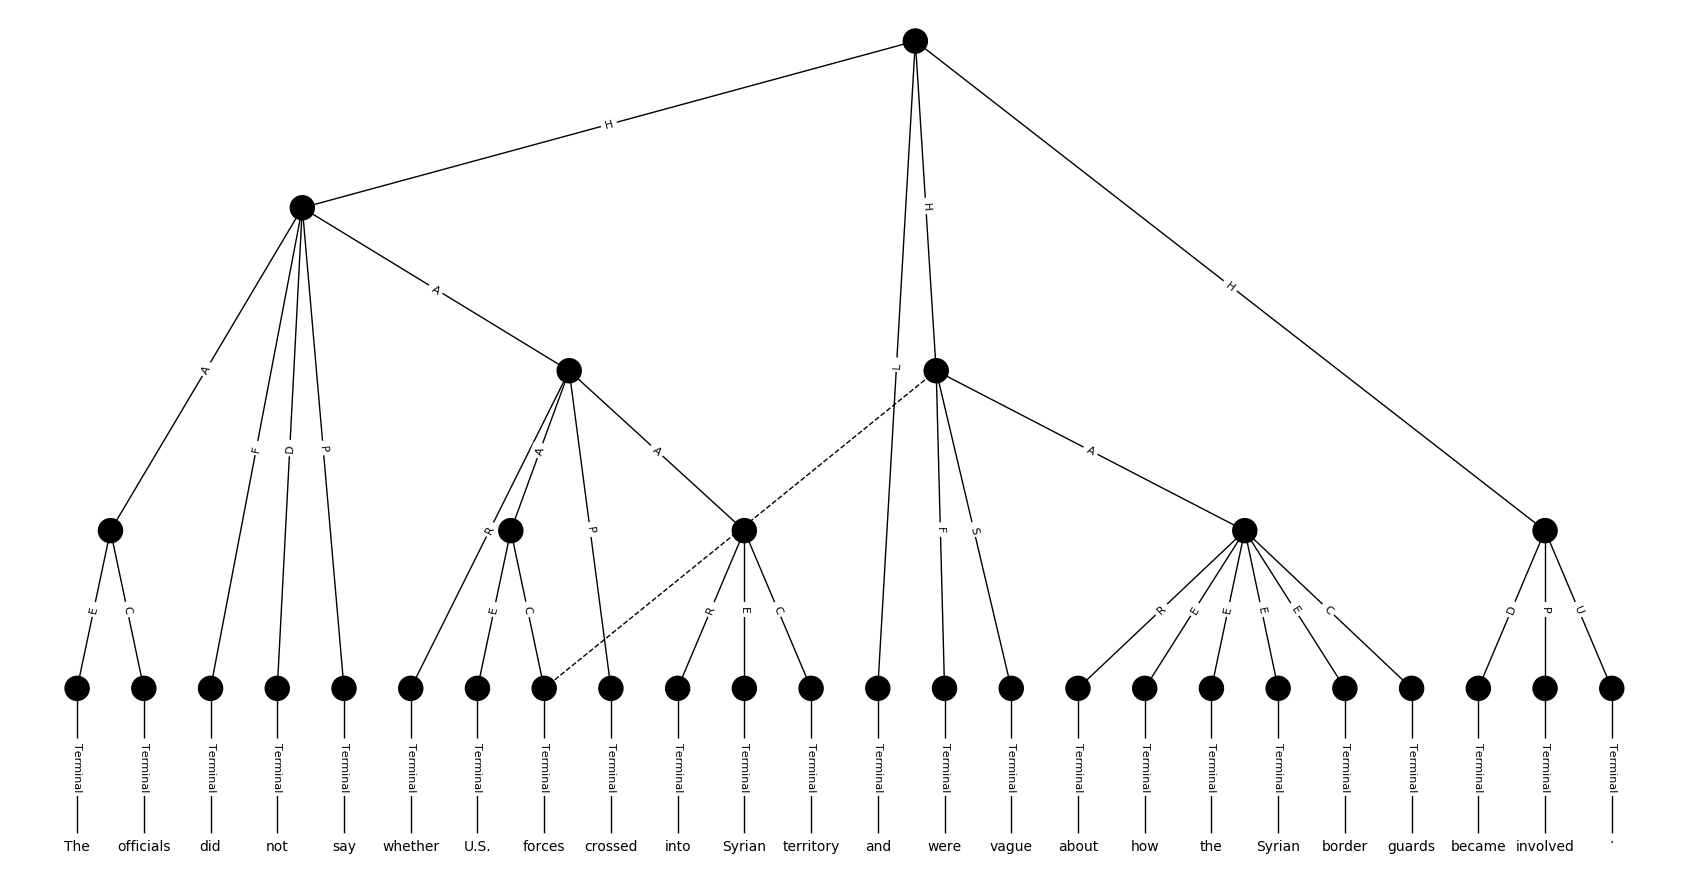 H
H
H
A
L
A
F
D
P
A
A
A
R
P
F
S
E
C
E
C
R
E
C
R
E
E
E
E
C
D
P
U
Terminal Terminal Terminal Terminal Terminal Terminal Terminal Terminal Terminal Terminal Terminal Terminal Terminal Terminal Terminal Terminal Terminal Terminal Terminal Terminal Terminal Terminal Terminal Terminal
The officials did not say whether U.S. forces crossed into Syrian territory and were vague about how the Syrian border guards became involved .